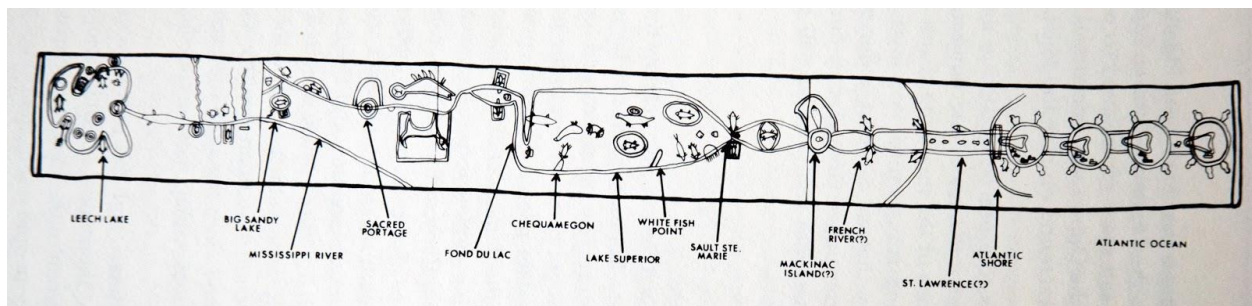 LEECH LAKE
BIG SANDY
LAKE
MISSISSIPPI RIVER
SACRED
PORTAGE
FOND DU LAC
CHEQUAMEGON
LAKE SUPERIOR
WHITE FISH
POINT
SAULT STE.
MARIE
MACKINAC
ISLAND(?)
FRENCH
RIVER(?)
ST. LAWRENCE(?)
ATLANTIC
SHORE
ATLANTIC OCEAN